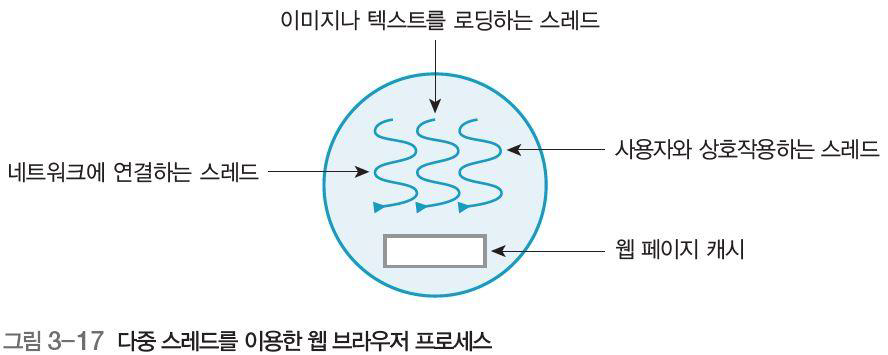 이미지나 텍스트를 로딩하는 스레드
사용자와 상호작용하는 스레드
네트워크에 연결하는 스레드
웹 페이지 캐시
그림 3-17 다중 스레드를 이용한 웹 브라우저 프로세스